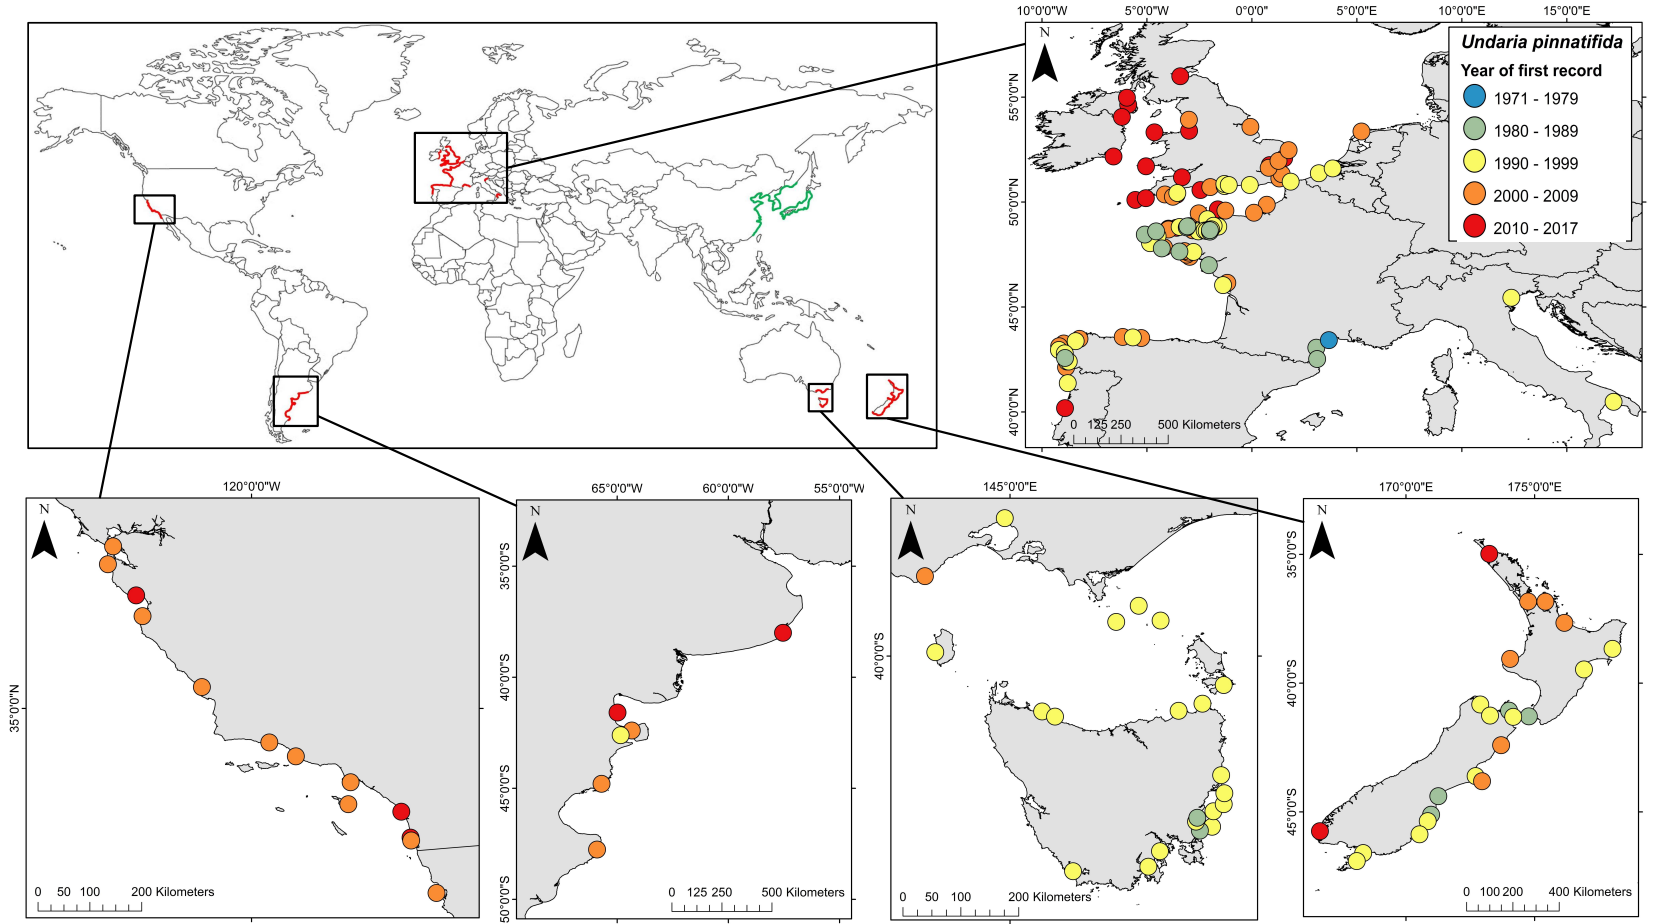 10°0'0"W 5°0'0"W 0°0'0" 5°0'0"E 10°0'0"E 15°0'0"E
N
Undaria pinnatifida
Year of first record
1971 - 1979
1980 - 1989
1990 - 1999
2000 - 2009
2010 - 2017
55°0'0"N
50°0'0"N
45°0'0"N
40°0'0"N
0 125 250 500 Kilometers
120°0'0"W
N
35°0'0"N
0 50 100 200 Kilometers
65°0'0"W 60°0'0"W 55°0'0"W
N
35°0'0"S
40°0'0"S
45°0'0"S
50°0'0"S
0 125 250 500 Kilometers
145°0'0"E
N
40°0'0"S
0 50 100 200 Kilometers
170°0'0"E 175°0'0"E
N
35°0'0"S
40°0'0"S
45°0'0"S
0 100 200 400 Kilometers